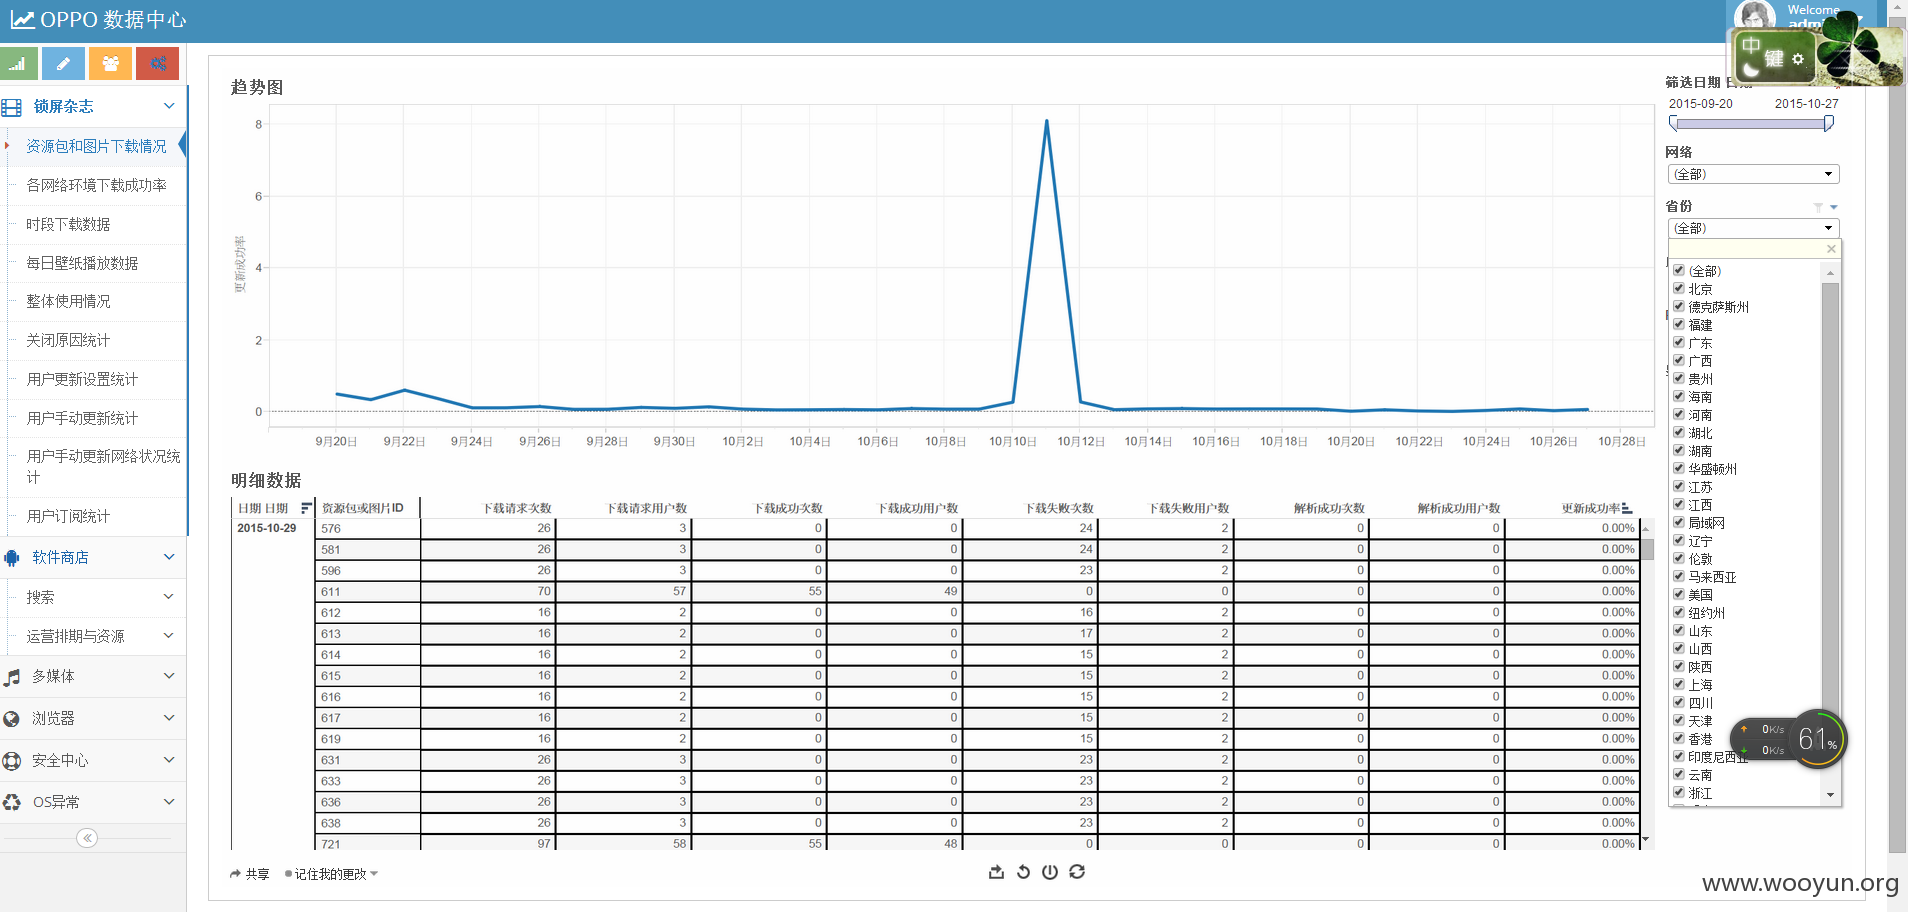 OPPO 数据中心
Welcome
中
键
锁屏杂志
资源包和图片下载情况
各网络环境下载成功率
时段下载数据
每日壁纸播放数据
整体使用情况
关闭原因统计
用户更新设置统计
用户手动更新统计
用户手动更新网络状况统
计
用户订阅统计
软件商店
搜索
运营排期与资源
多媒体
浏览器
安全中心
OS异常
趋势图
更新成功率
8
6
4
2
0
9月20日 9月22日 9月24日 9月26日 9月28日 9月30日 10月2日 10月4日 10月6日 10月8日 10月10日 10月12日 10月14日 10月16日 10月18日 10月20日 10月22日 10月24日 10月26日 10月28日
明细数据
日期 日期 资源包或图片ID 下载请求次数 下载请求用户数 下载成功次数 下载成功用户数 下载失败次数 下载失败用户数 解析成功次数 解析成功用户数 更新成功率
2015-10-29 576 26 3 0 0 24 2 0 0 0.00%
581 26 3 0 0 24 2 0 0 0.00%
596 26 3 0 0 23 2 0 0 0.00%
611 70 57 55 49 0 0 0 0 0.00%
612 16 2 0 0 16 2 0 0 0.00%
613 16 2 0 0 17 2 0 0 0.00%
614 16 2 0 0 15 2 0 0 0.00%
615 16 2 0 0 15 2 0 0 0.00%
616 16 2 0 0 15 2 0 0 0.00%
617 16 2 0 0 15 2 0 0 0.00%
619 16 2 0 0 15 2 0 0 0.00%
631 26 3 0 0 23 2 0 0 0.00%
633 26 3 0 0 23 2 0 0 0.00%
636 26 3 0 0 23 2 0 0 0.00%
638 26 3 0 0 23 2 0 0 0.00%
721 97 58 55 48 0 0 0 0 0.00%
共享 记住我的更改
筛选日期
2015-09-20 2015-10-27
网络
(全部)
省份
(全部)
(全部)
北京
德克萨斯州
福建
广东
广西
贵州
海南
河南
湖北
湖南
华盛顿州
江苏
江西
局域网
辽宁
伦敦
马来西亚
美国
纽约州
山东
山西
陕西
上海
四川
天津
香港
印度尼西亚
云南
浙江
0K/s
0K/s
61%
www.wooyun.org